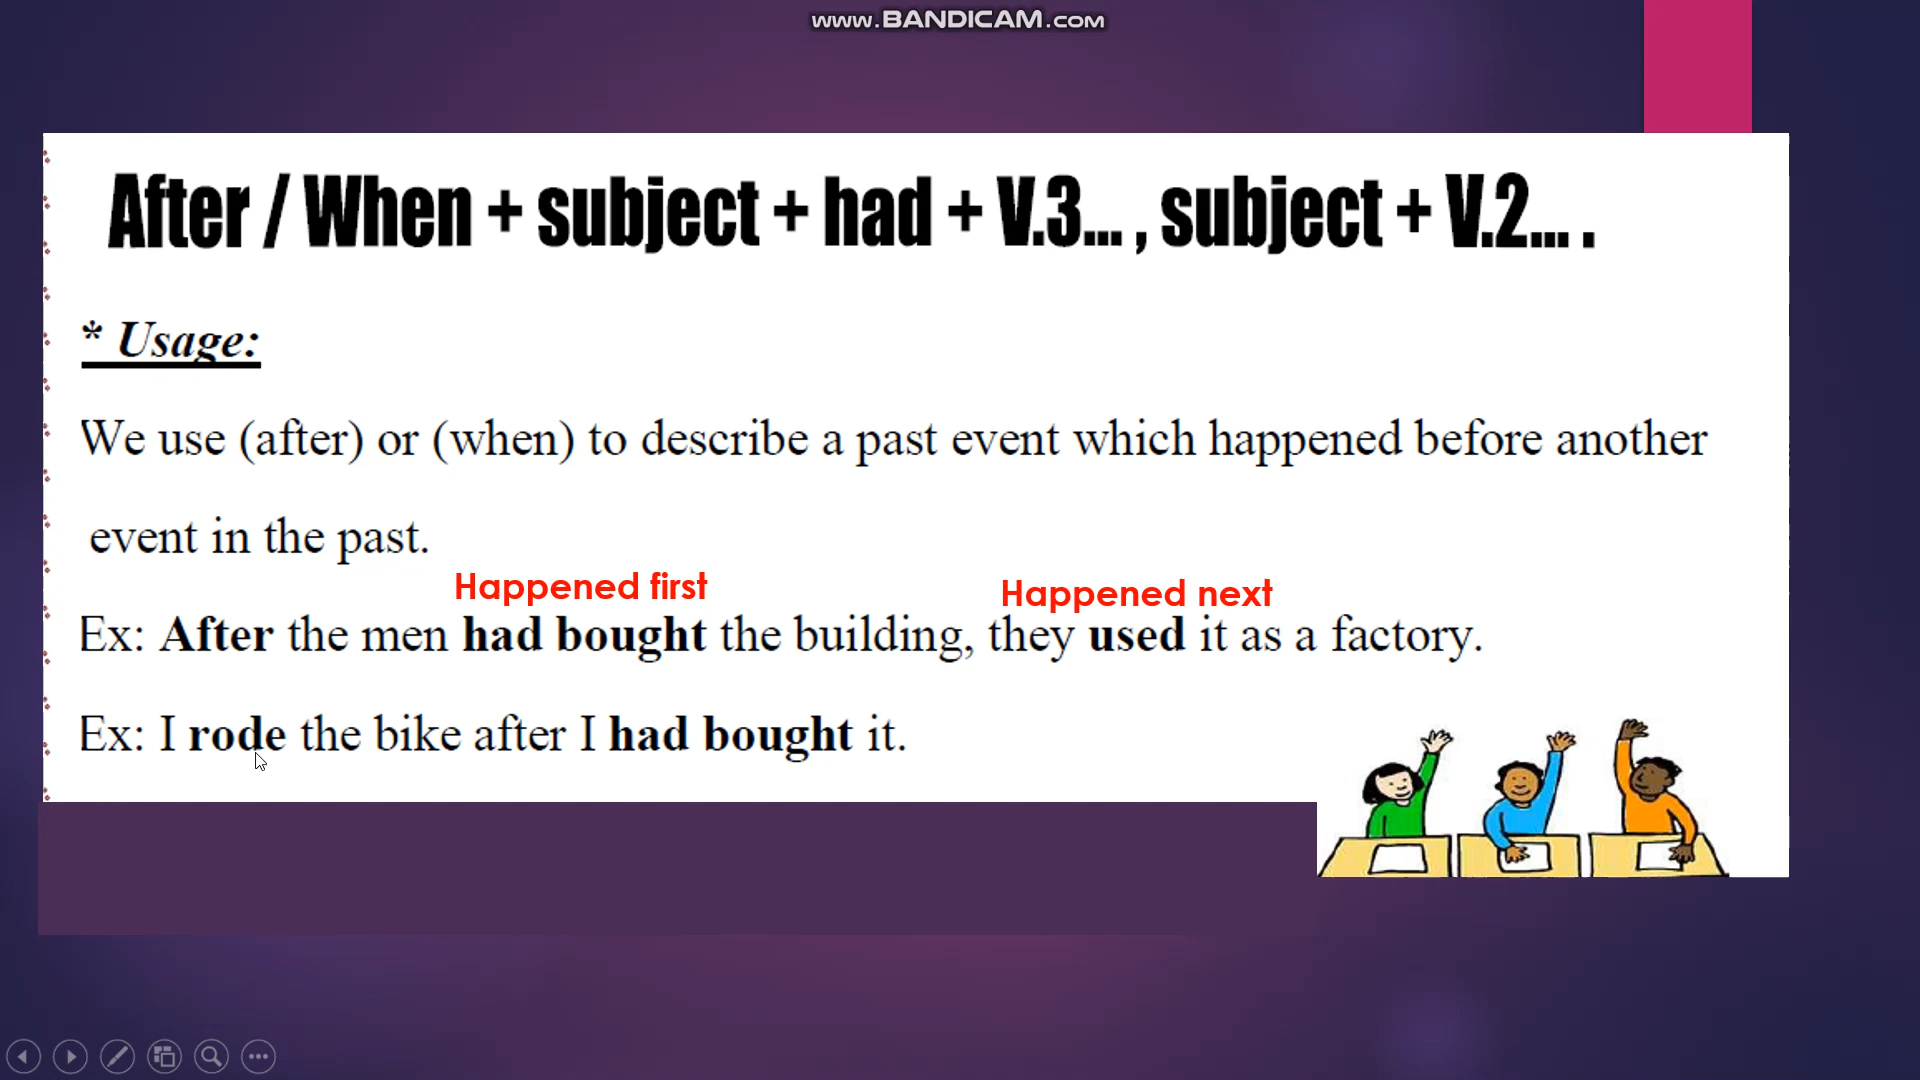 www.BANDICAM.com
After / When + subject + had + V.3... , subject + V.2... .
* Usage:
We use (after) or (when) to describe a past event which happened before another
event in the past.
Happened first
Happened next
Ex: After the men had bought the building, they used it as a factory.
Ex: I rode the bike after I had bought it.